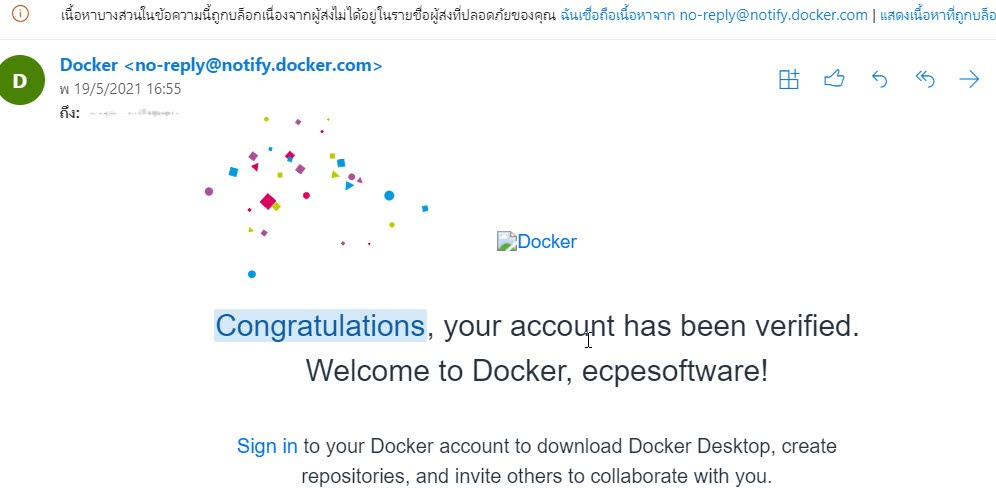 เนื้อหาบางส่วนในข้อความนี้ถูกบล็อกเนื่องจากผู้ส่งไม่ได้อยู่ในรายชื่อผู้ส่งที่ปลอดภัยของคุณ ฉันเชื่อถือเนื้อหาจาก no-reply@notify.docker.com | แสดงเนื้อหาที่ถูกบล็อ
D
Docker <no-reply@notify.docker.com>
พ 19/5/2021 16:55
ถึง:
Docker
Congratulations, your account has been verified.
Welcome to Docker, ecpesoftware!
Sign in to your Docker account to download Docker Desktop, create
repositories, and invite others to collaborate with you.